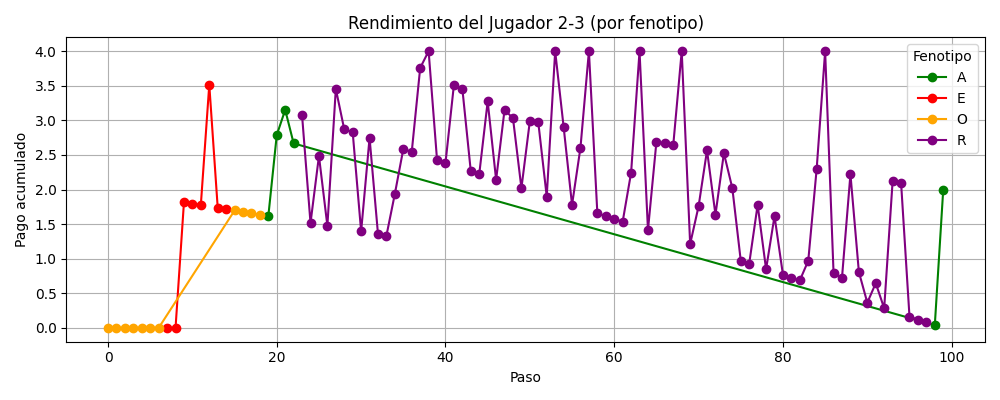 Rendimiento del Jugador 2-3 (por fenotipo)
Pago acumulado
4.0
3.5
3.0
2.5
2.0
1.5
1.0
0.5
0.0
Fenotipo
A
E
O
R
0 20 40 60 80 100
Paso